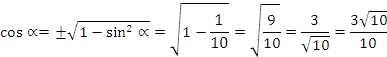 cos ∝= ±√(1 − sin² ∝) = √(1 − 1/10) = √(9/10) = 3/√10 = 3√10/10